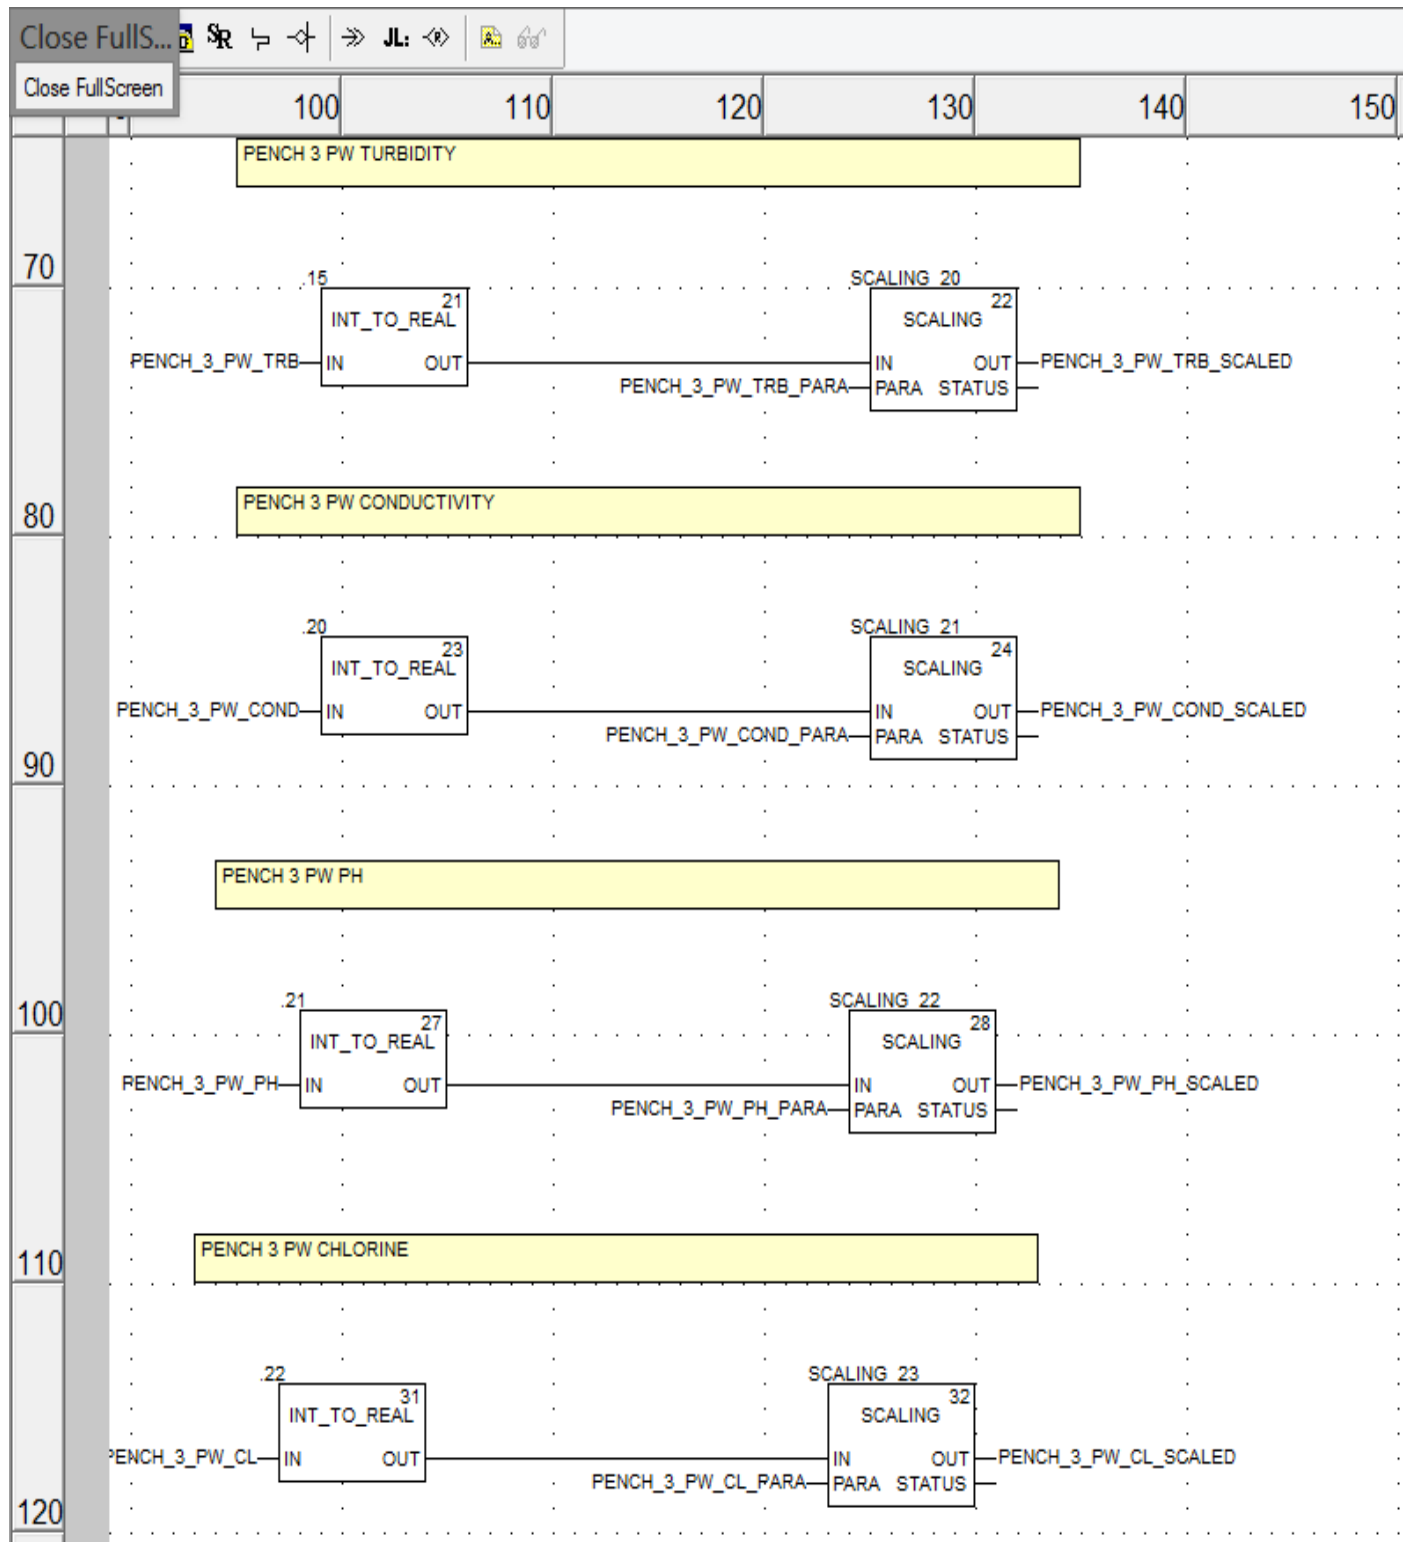 Close FullS...
SR
JL:
(R)
A..
Close FullScreen
100 110 120 130 140 150
PENCH 3 PW TURBIDITY
70
.15 SCALING_20
21 22
INT_TO_REAL SCALING
PENCH_3_PW_TRB IN OUT IN OUT PENCH_3_PW_TRB_SCALED
PENCH_3_PW_TRB_PARA PARA STATUS
PENCH 3 PW CONDUCTIVITY
80
.20 SCALING_21
23 24
INT_TO_REAL SCALING
PENCH_3_PW_COND IN OUT IN OUT PENCH_3_PW_COND_SCALED
PENCH_3_PW_COND_PARA PARA STATUS
90
PENCH 3 PW PH
.21 SCALING_22
100
27 28
INT_TO_REAL SCALING
PENCH_3_PW_PH IN OUT IN OUT PENCH_3_PW_PH_SCALED
PENCH_3_PW_PH_PARA PARA STATUS
PENCH 3 PW CHLORINE
110
.22 SCALING_23
31 32
INT_TO_REAL SCALING
PENCH_3_PW_CL IN OUT IN OUT PENCH_3_PW_CL_SCALED
PENCH_3_PW_CL_PARA PARA STATUS
120